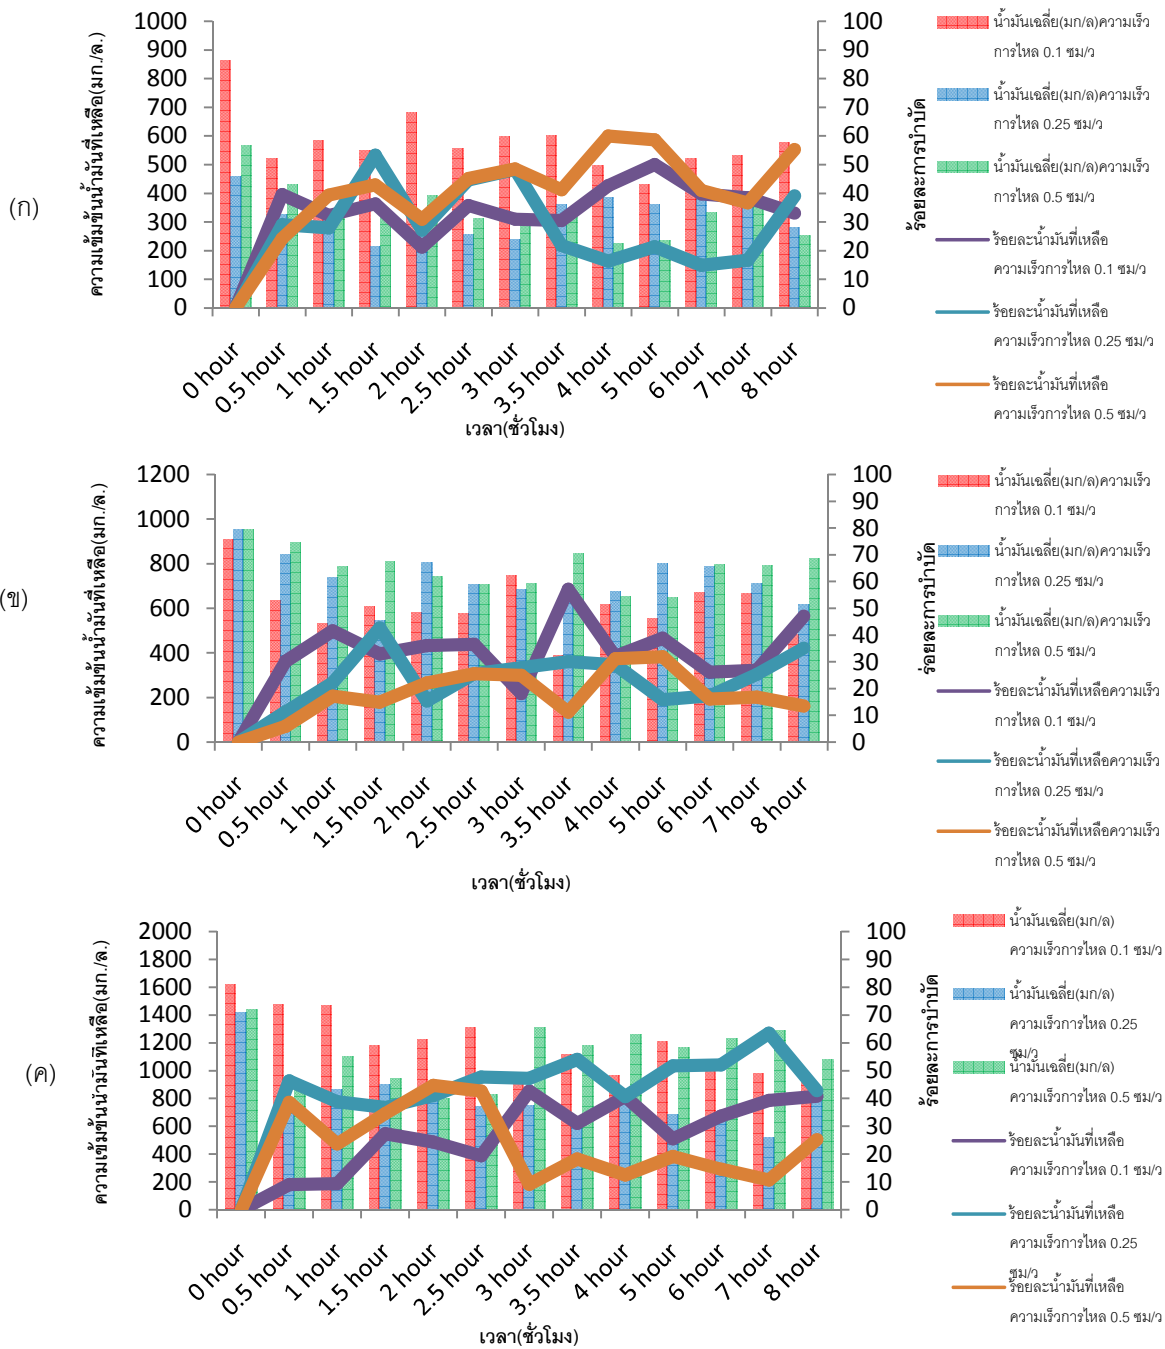 (ก)
ความเข้มข้นน้ำมันที่เหลือ(มก./ล.)
1000
900
800
700
600
500
400
300
200
100
0
100
90
80
70
60
50
40
30
20
10
0
ร้อยละการบำบัด
0 hour
0.5 hour
1 hour
1.5 hour
2 hour
2.5 hour
3 hour
3.5 hour
4 hour
5 hour
6 hour
7 hour
8 hour
เวลา(ชั่วโมง)
น้ำมันเฉลี่ย(มก/ล)ความเร็ว
การไหล 0.1 ซม/ว
น้ำมันเฉลี่ย(มก/ล)ความเร็ว
การไหล 0.25 ซม/ว
น้ำมันเฉลี่ย(มก/ล)ความเร็ว
การไหล 0.5 ซม/ว
ร้อยละน้ำมันที่เหลือ
ความเร็วการไหล 0.1 ซม/ว
ร้อยละน้ำมันที่เหลือ
ความเร็วการไหล 0.25 ซม/ว
ร้อยละน้ำมันที่เหลือ
ความเร็วการไหล 0.5 ซม/ว
(ข)
ความเข้มข้นน้ำมันที่เหลือ(มก./ล.)
1200
1000
800
600
400
200
0
100
90
80
70
60
50
40
30
20
10
0
ร่อยละการบำบัด
0 hour
0.5 hour
1 hour
1.5 hour
2 hour
2.5 hour
3 hour
3.5 hour
4 hour
5 hour
6 hour
7 hour
8 hour
เวลา(ชั่วโมง)
น้ำมันเฉลี่ย(มก/ล)ความเร็ว
การไหล 0.1 ซม/ว
น้ำมันเฉลี่ย(มก/ล)ความเร็ว
การไหล 0.25 ซม/ว
น้ำมันเฉลี่ย(มก/ล)ความเร็ว
การไหล 0.5 ซม/ว
ร้อยละน้ำมันที่เหลือความเร็ว
การไหล 0.1 ซม/ว
ร้อยละน้ำมันที่เหลือความเร็ว
การไหล 0.25 ซม/ว
ร้อยละน้ำมันที่เหลือความเร็ว
การไหล 0.5 ซม/ว
(ค)
ความเข้มข้นน้ำมันที่เหลือ(มก./ล.)
2000
1800
1600
1400
1200
1000
800
600
400
200
0
100
90
80
70
60
50
40
30
20
10
0
ร้อยละการบำบัด
0 hour
0.5 hour
1 hour
1.5 hour
2 hour
2.5 hour
3 hour
3.5 hour
4 hour
5 hour
6 hour
7 hour
8 hour
เวลา(ชั่วโมง)
น้ำมันเฉลี่ย(มก/ล)
ความเร็วการไหล 0.1 ซม/ว
น้ำมันเฉลี่ย(มก/ล)
ความเร็วการไหล 0.25
ซม/ว
น้ำมันเฉลี่ย(มก/ล)
ความเร็วการไหล 0.5 ซม/ว
ร้อยละน้ำมันที่เหลือ
ความเร็วการไหล 0.1 ซม/ว
ร้อยละน้ำมันที่เหลือ
ความเร็วการไหล 0.25
ซม/ว
ร้อยละน้ำมันที่เหลือ
ความเร็วการไหล 0.5 ซม/ว